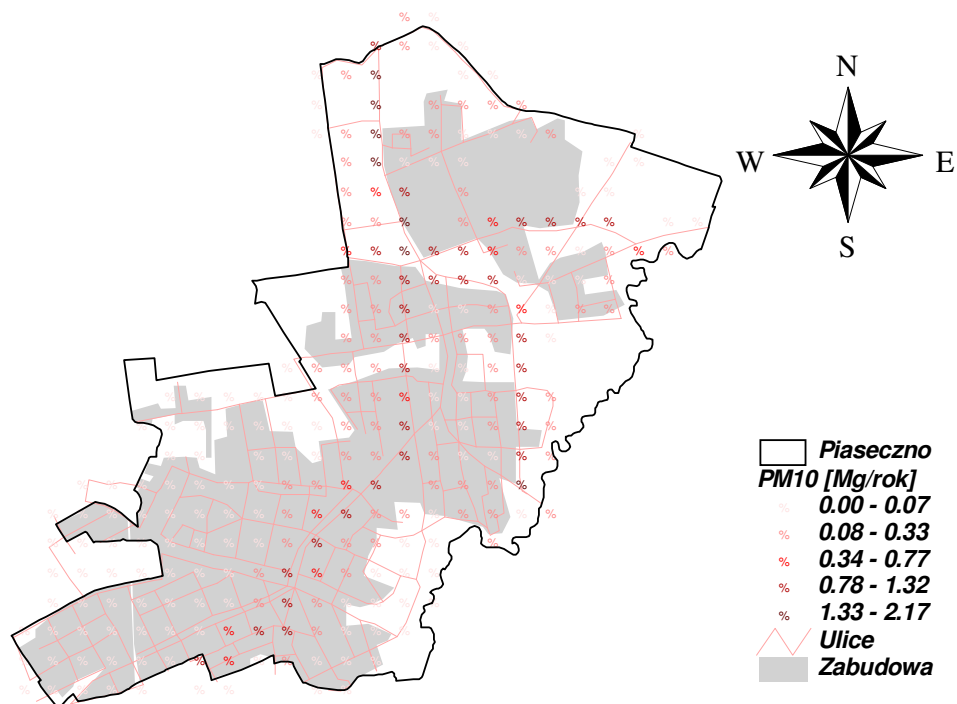 N
W E
S
Piaseczno
PM10 [Mg/rok]
% 0.00 - 0.07
% 0.08 - 0.33
% 0.34 - 0.77
% 0.78 - 1.32
% 1.33 - 2.17
Ulice
Zabudowa